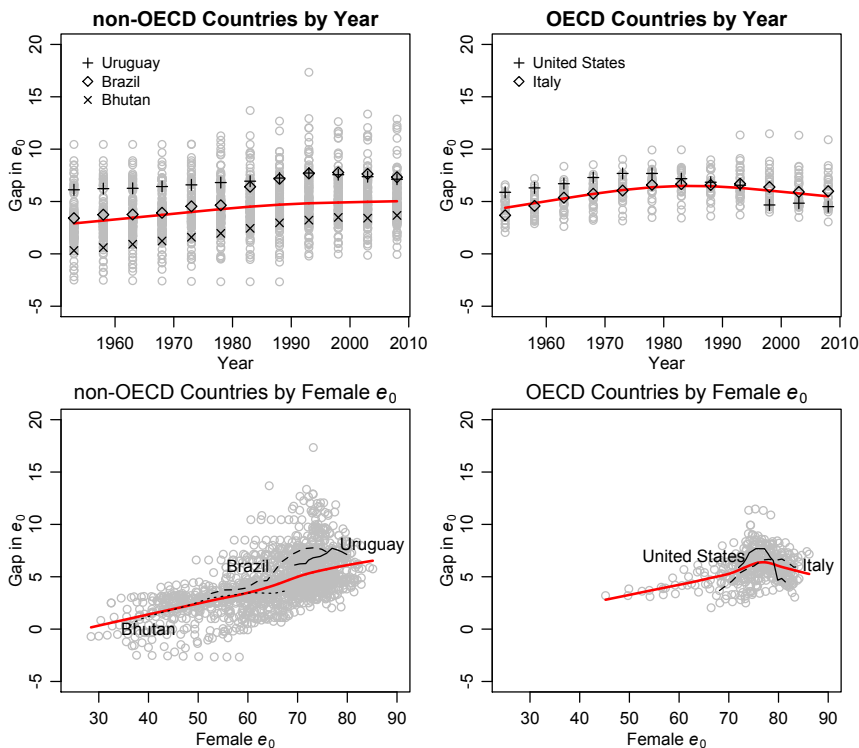 non-OECD Countries by Year
20
15
10
5
0
-5
Gap in e0
+ Uruguay
◇ Brazil
× Bhutan
1960 1970 1980 1990 2000 2010
Year
OECD Countries by Year
20
15
10
5
0
-5
Gap in e0
+ United States
◇ Italy
1960 1970 1980 1990 2000 2010
Year
non-OECD Countries by Female e0
20
15
10
5
0
-5
Gap in e0
Uruguay
Brazil
Bhutan
30 40 50 60 70 80 90
Female e0
OECD Countries by Female e0
20
15
10
5
0
-5
Gap in e0
United States
Italy
30 40 50 60 70 80 90
Female e0